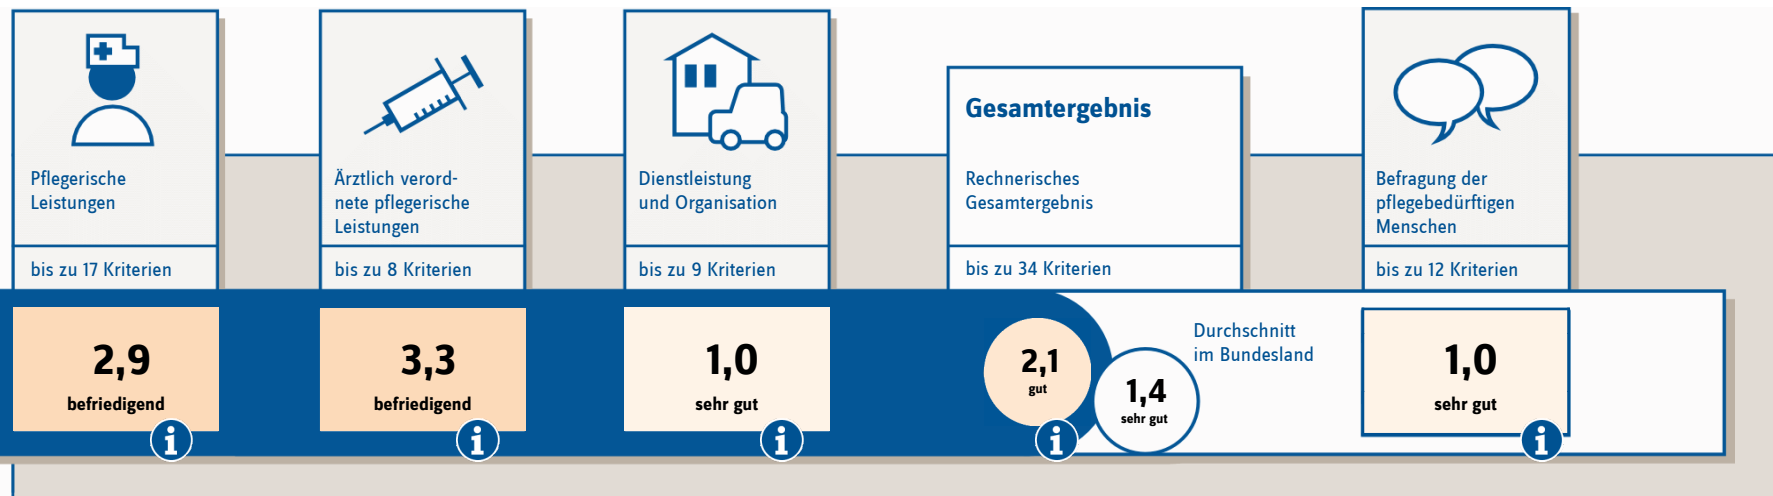 Pflegerische
Leistungen
bis zu 17 Kriterien
2,9
befriedigend
i
Ärztlich verord-
nete pflegerische
Leistungen
bis zu 8 Kriterien
3,3
befriedigend
i
Dienstleistung
und Organisation
bis zu 9 Kriterien
1,0
sehr gut
i
Gesamtergebnis
Rechnerisches
Gesamtergebnis
bis zu 34 Kriterien
2,1
gut
i
1,4
sehr gut
Durchschnitt
im Bundesland
Befragung der
pflegebedürftigen
Menschen
bis zu 12 Kriterien
1,0
sehr gut
i